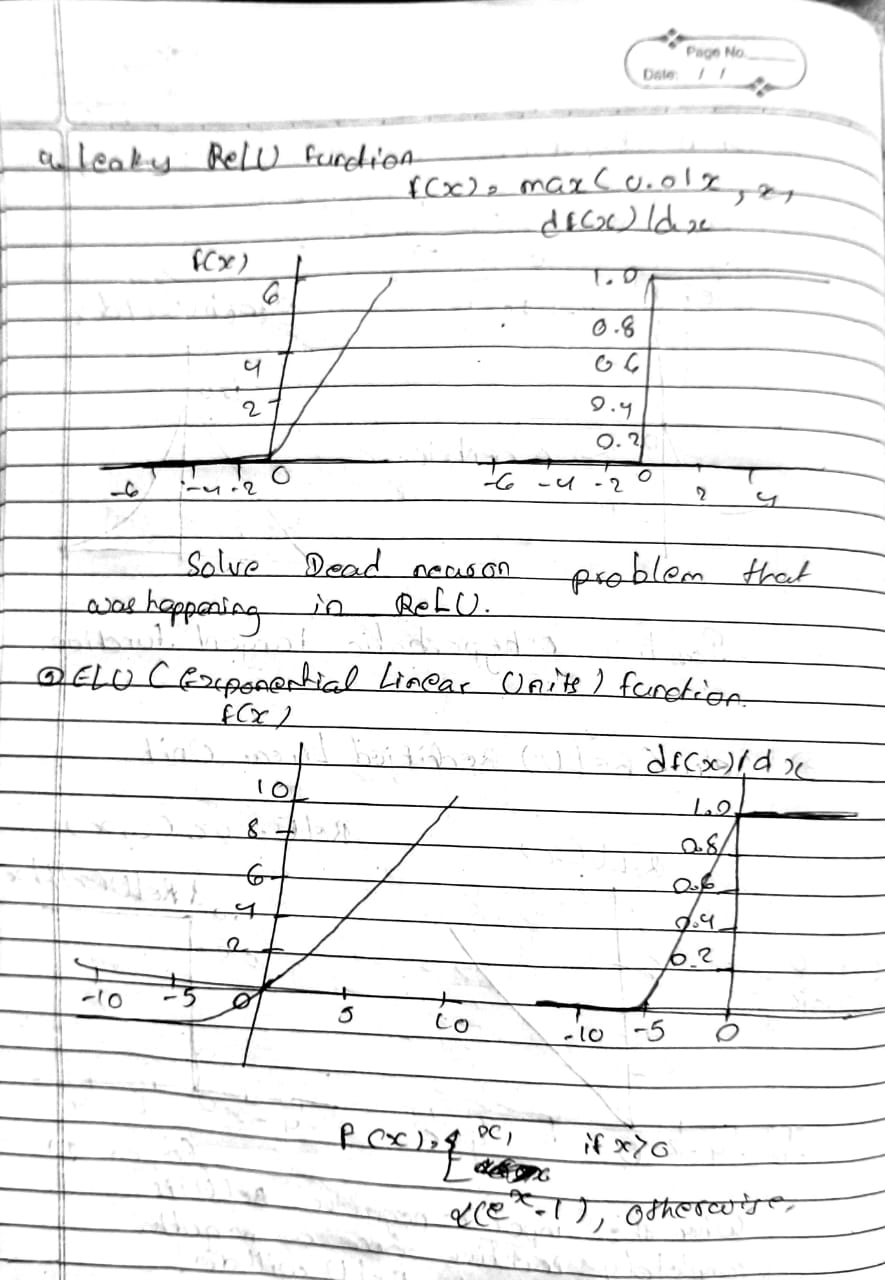 Page No.
Date: / /
a. leaky ReLU function
f(x) = max(0.01x, x,
df(x)/dx
f(x)
6
4
2
-6 -4 -2 0
1.0
0.8
0.6
0.4
0.2
-6 -4 -2 0 2 4
Solve Dead neuson problem that
was happening in ReLU.
ELU (Exponential Linear Units) function.
f(x)
10
8
6
4
2
-10 -5 0 5 10
df(x)/dx
1.0
0.8
0.6
0.4
0.2
-10 -5 0
f(x) = { x, if x>0
α(e^x-1), otherwise,